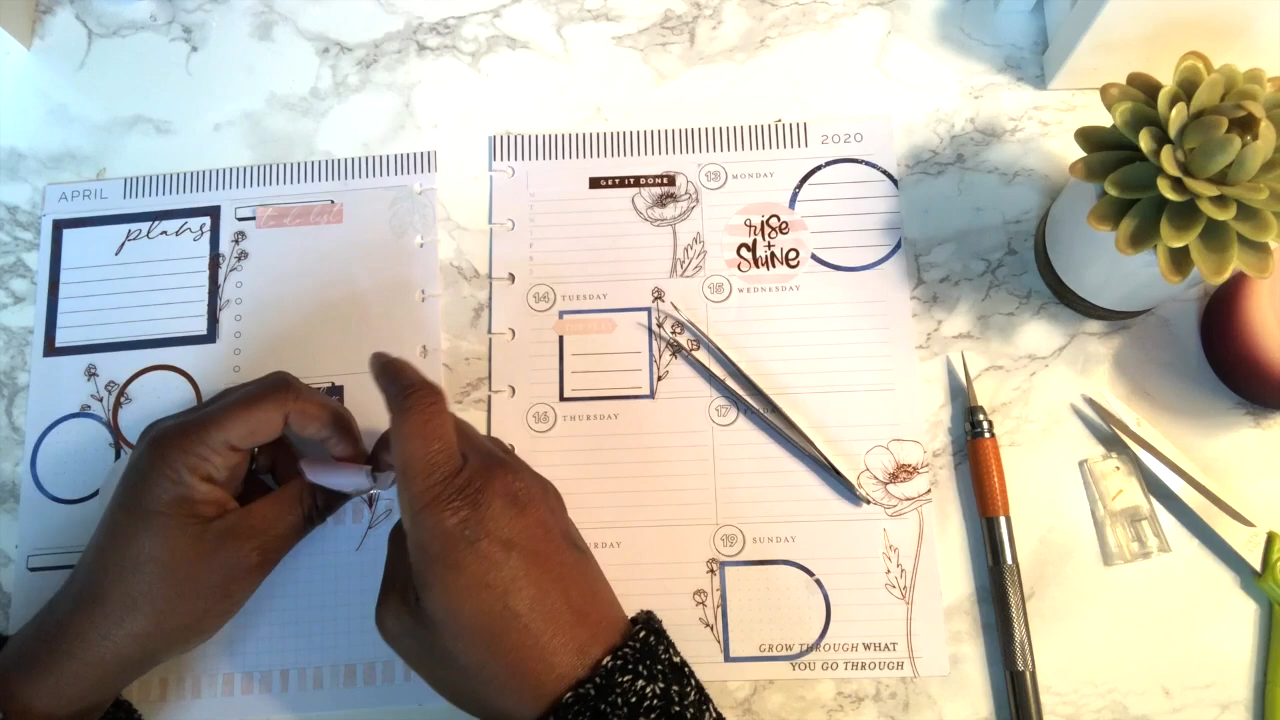 APRIL
plans
to do list
2020
GET IT DONE
13 MONDAY
rise
+
Shine
14 TUESDAY
15 WEDNESDAY
16 THURSDAY
17
19 SUNDAY
GROW THROUGH WHAT
YOU GO THROUGH